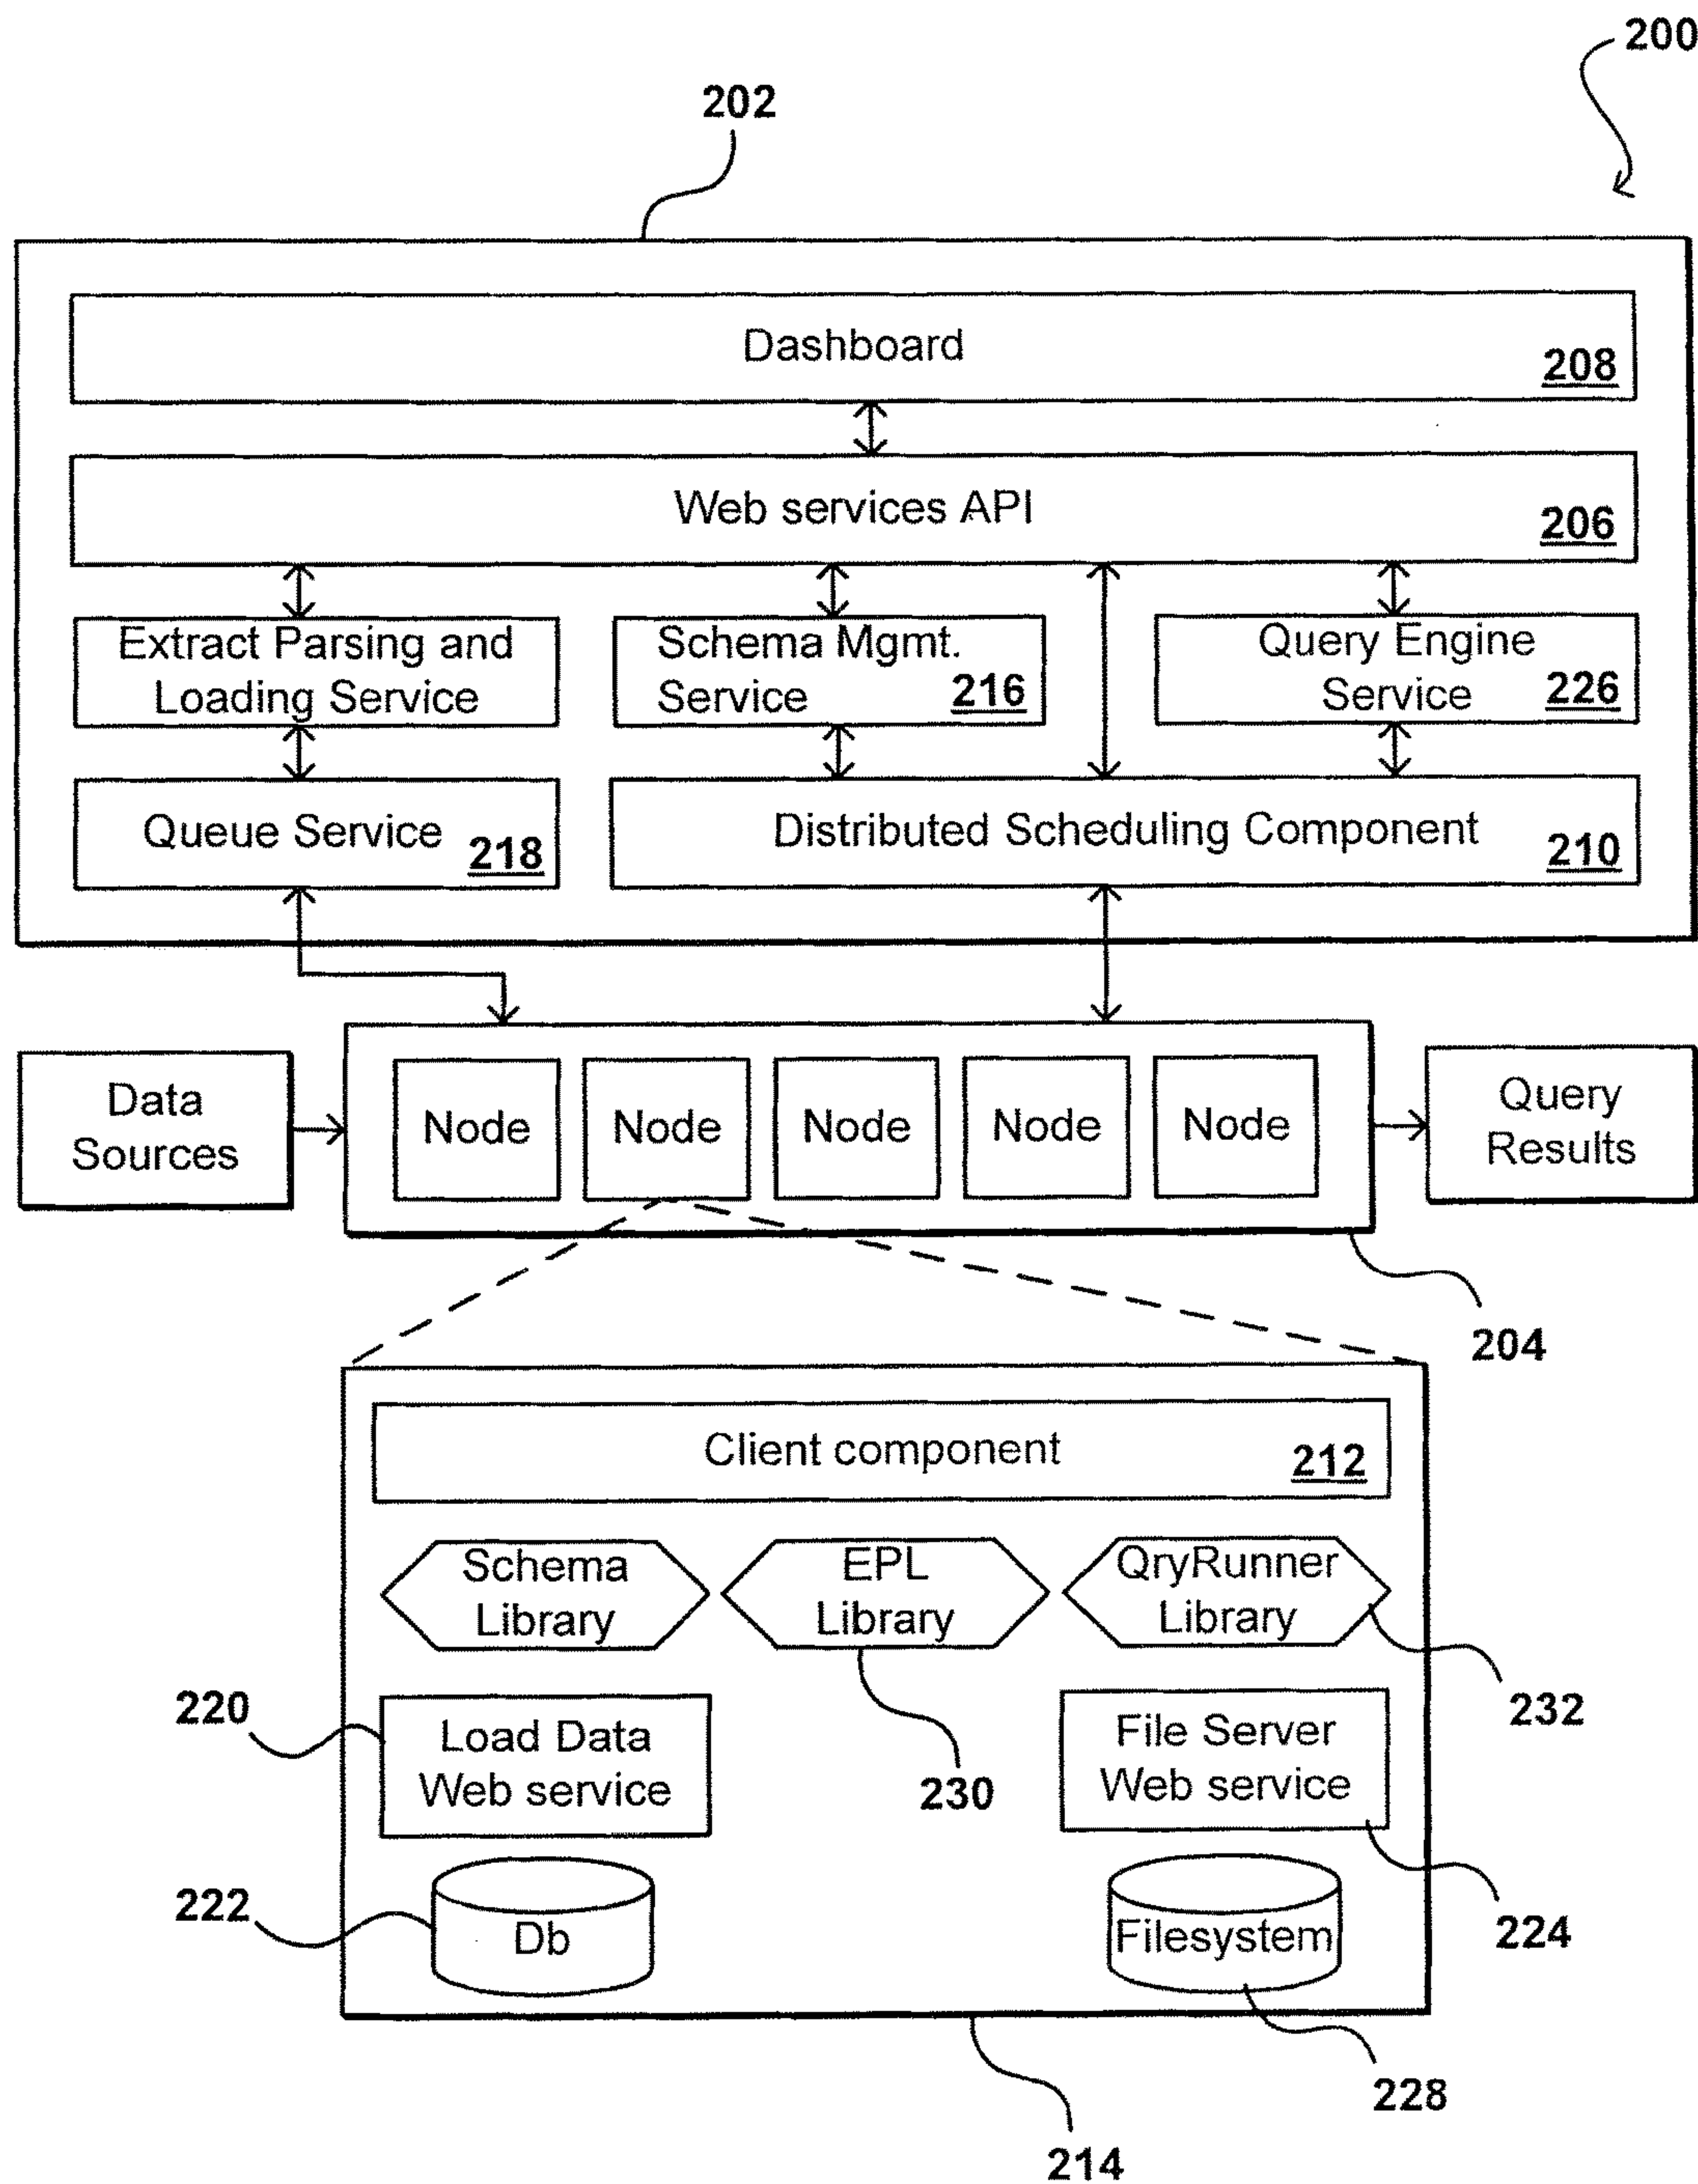 200
202
Dashboard
208
Web services API
206
Extract Parsing and
Loading Service
Schema Mgmt.
Service
216
Query Engine
Service
226
Queue Service
218
Distributed Scheduling Component
210
Data
Sources
Node
Node
Node
Node
Node
Query
Results
204
Client component
212
Schema
Library
EPL
Library
QryRunner
Library
232
220
Load Data
Web service
230
File Server
Web service
222
Db
Filesystem
224
228
214